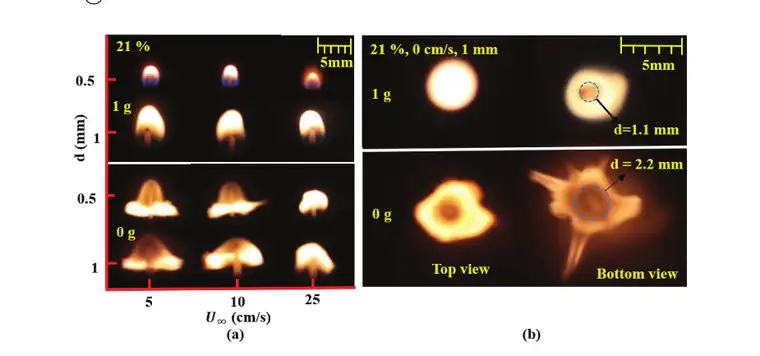 21 %
5mm
0.5
1 g
1
d (mm)
0.5
0 g
1
5 10 25
U∞ (cm/s)
(a)
21 %, 0 cm/s, 1 mm
5mm
1 g
d=1.1 mm
d = 2.2 mm
0 g
Top view
Bottom view
(b)